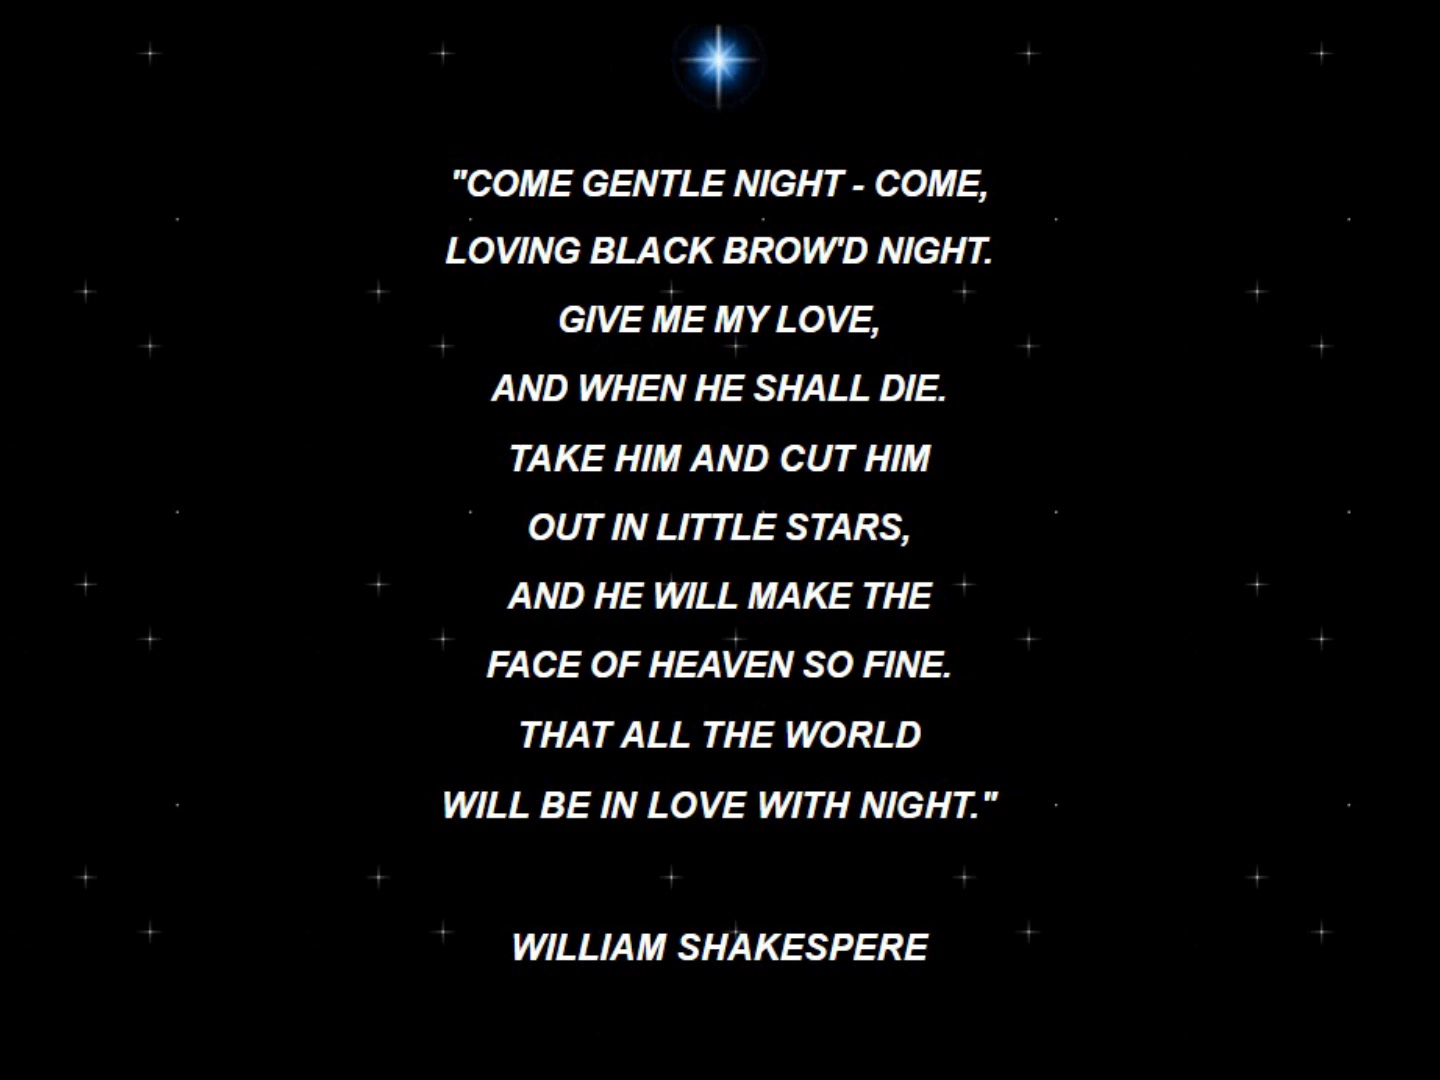 "COME GENTLE NIGHT - COME,
LOVING BLACK BROW'D NIGHT.
GIVE ME MY LOVE,
AND WHEN HE SHALL DIE.
TAKE HIM AND CUT HIM
OUT IN LITTLE STARS,
AND HE WILL MAKE THE
FACE OF HEAVEN SO FINE.
THAT ALL THE WORLD
WILL BE IN LOVE WITH NIGHT."
WILLIAM SHAKESPERE